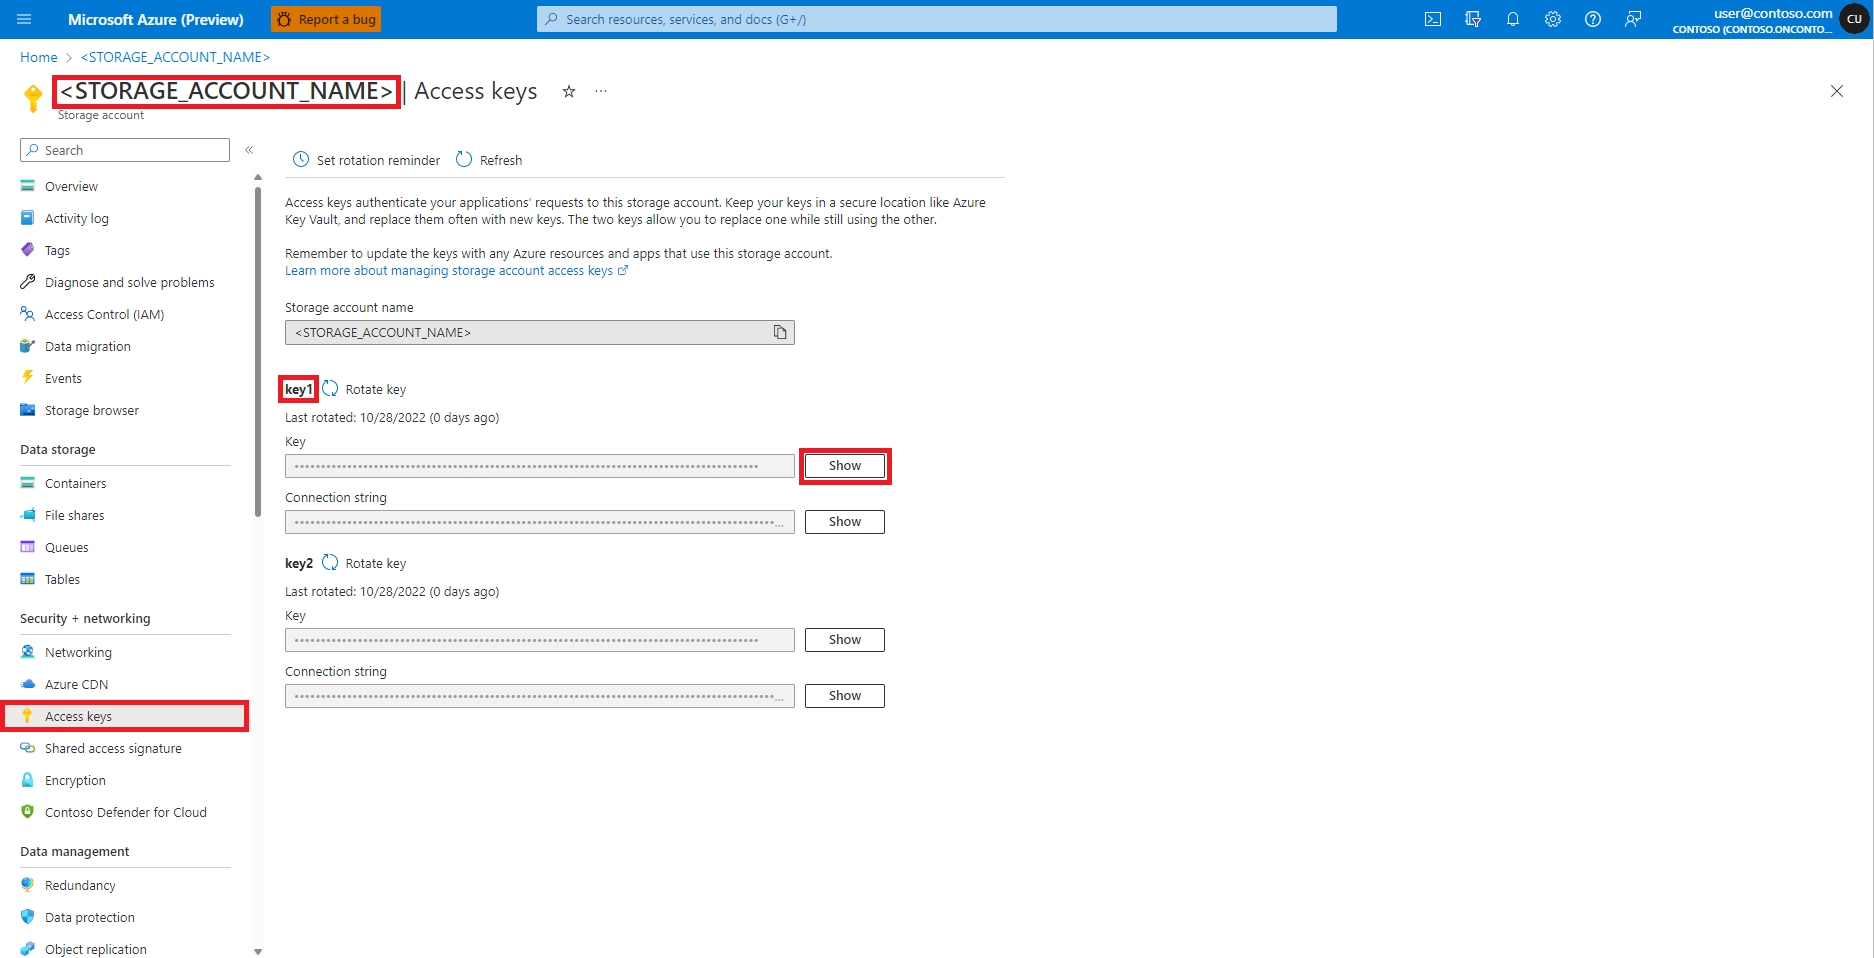 Microsoft Azure (Preview)
Report a bug
Search resources, services, and docs (G+/)
user@contoso.com
CONTOSO (CONTOSO.ONCONTO...
CU
Home > <STORAGE_ACCOUNT_NAME>
<STORAGE_ACCOUNT_NAME> | Access keys
...
Storage account
Search
Overview
Activity log
Tags
Diagnose and solve problems
Access Control (IAM)
Data migration
Events
Storage browser
Data storage
Containers
File shares
Queues
Tables
Security + networking
Networking
Azure CDN
Access keys
Shared access signature
Encryption
Contoso Defender for Cloud
Data management
Redundancy
Data protection
Object replication
Set rotation reminder
Refresh
Access keys authenticate your applications' requests to this storage account. Keep your keys in a secure location like Azure
Key Vault, and replace them often with new keys. The two keys allow you to replace one while still using the other.
Remember to update the keys with any Azure resources and apps that use this storage account.
Learn more about managing storage account access keys
Storage account name
<STORAGE_ACCOUNT_NAME>
key1
Rotate key
Last rotated: 10/28/2022 (0 days ago)
Key
Show
Connection string
Show
key2
Rotate key
Last rotated: 10/28/2022 (0 days ago)
Key
Show
Connection string
Show